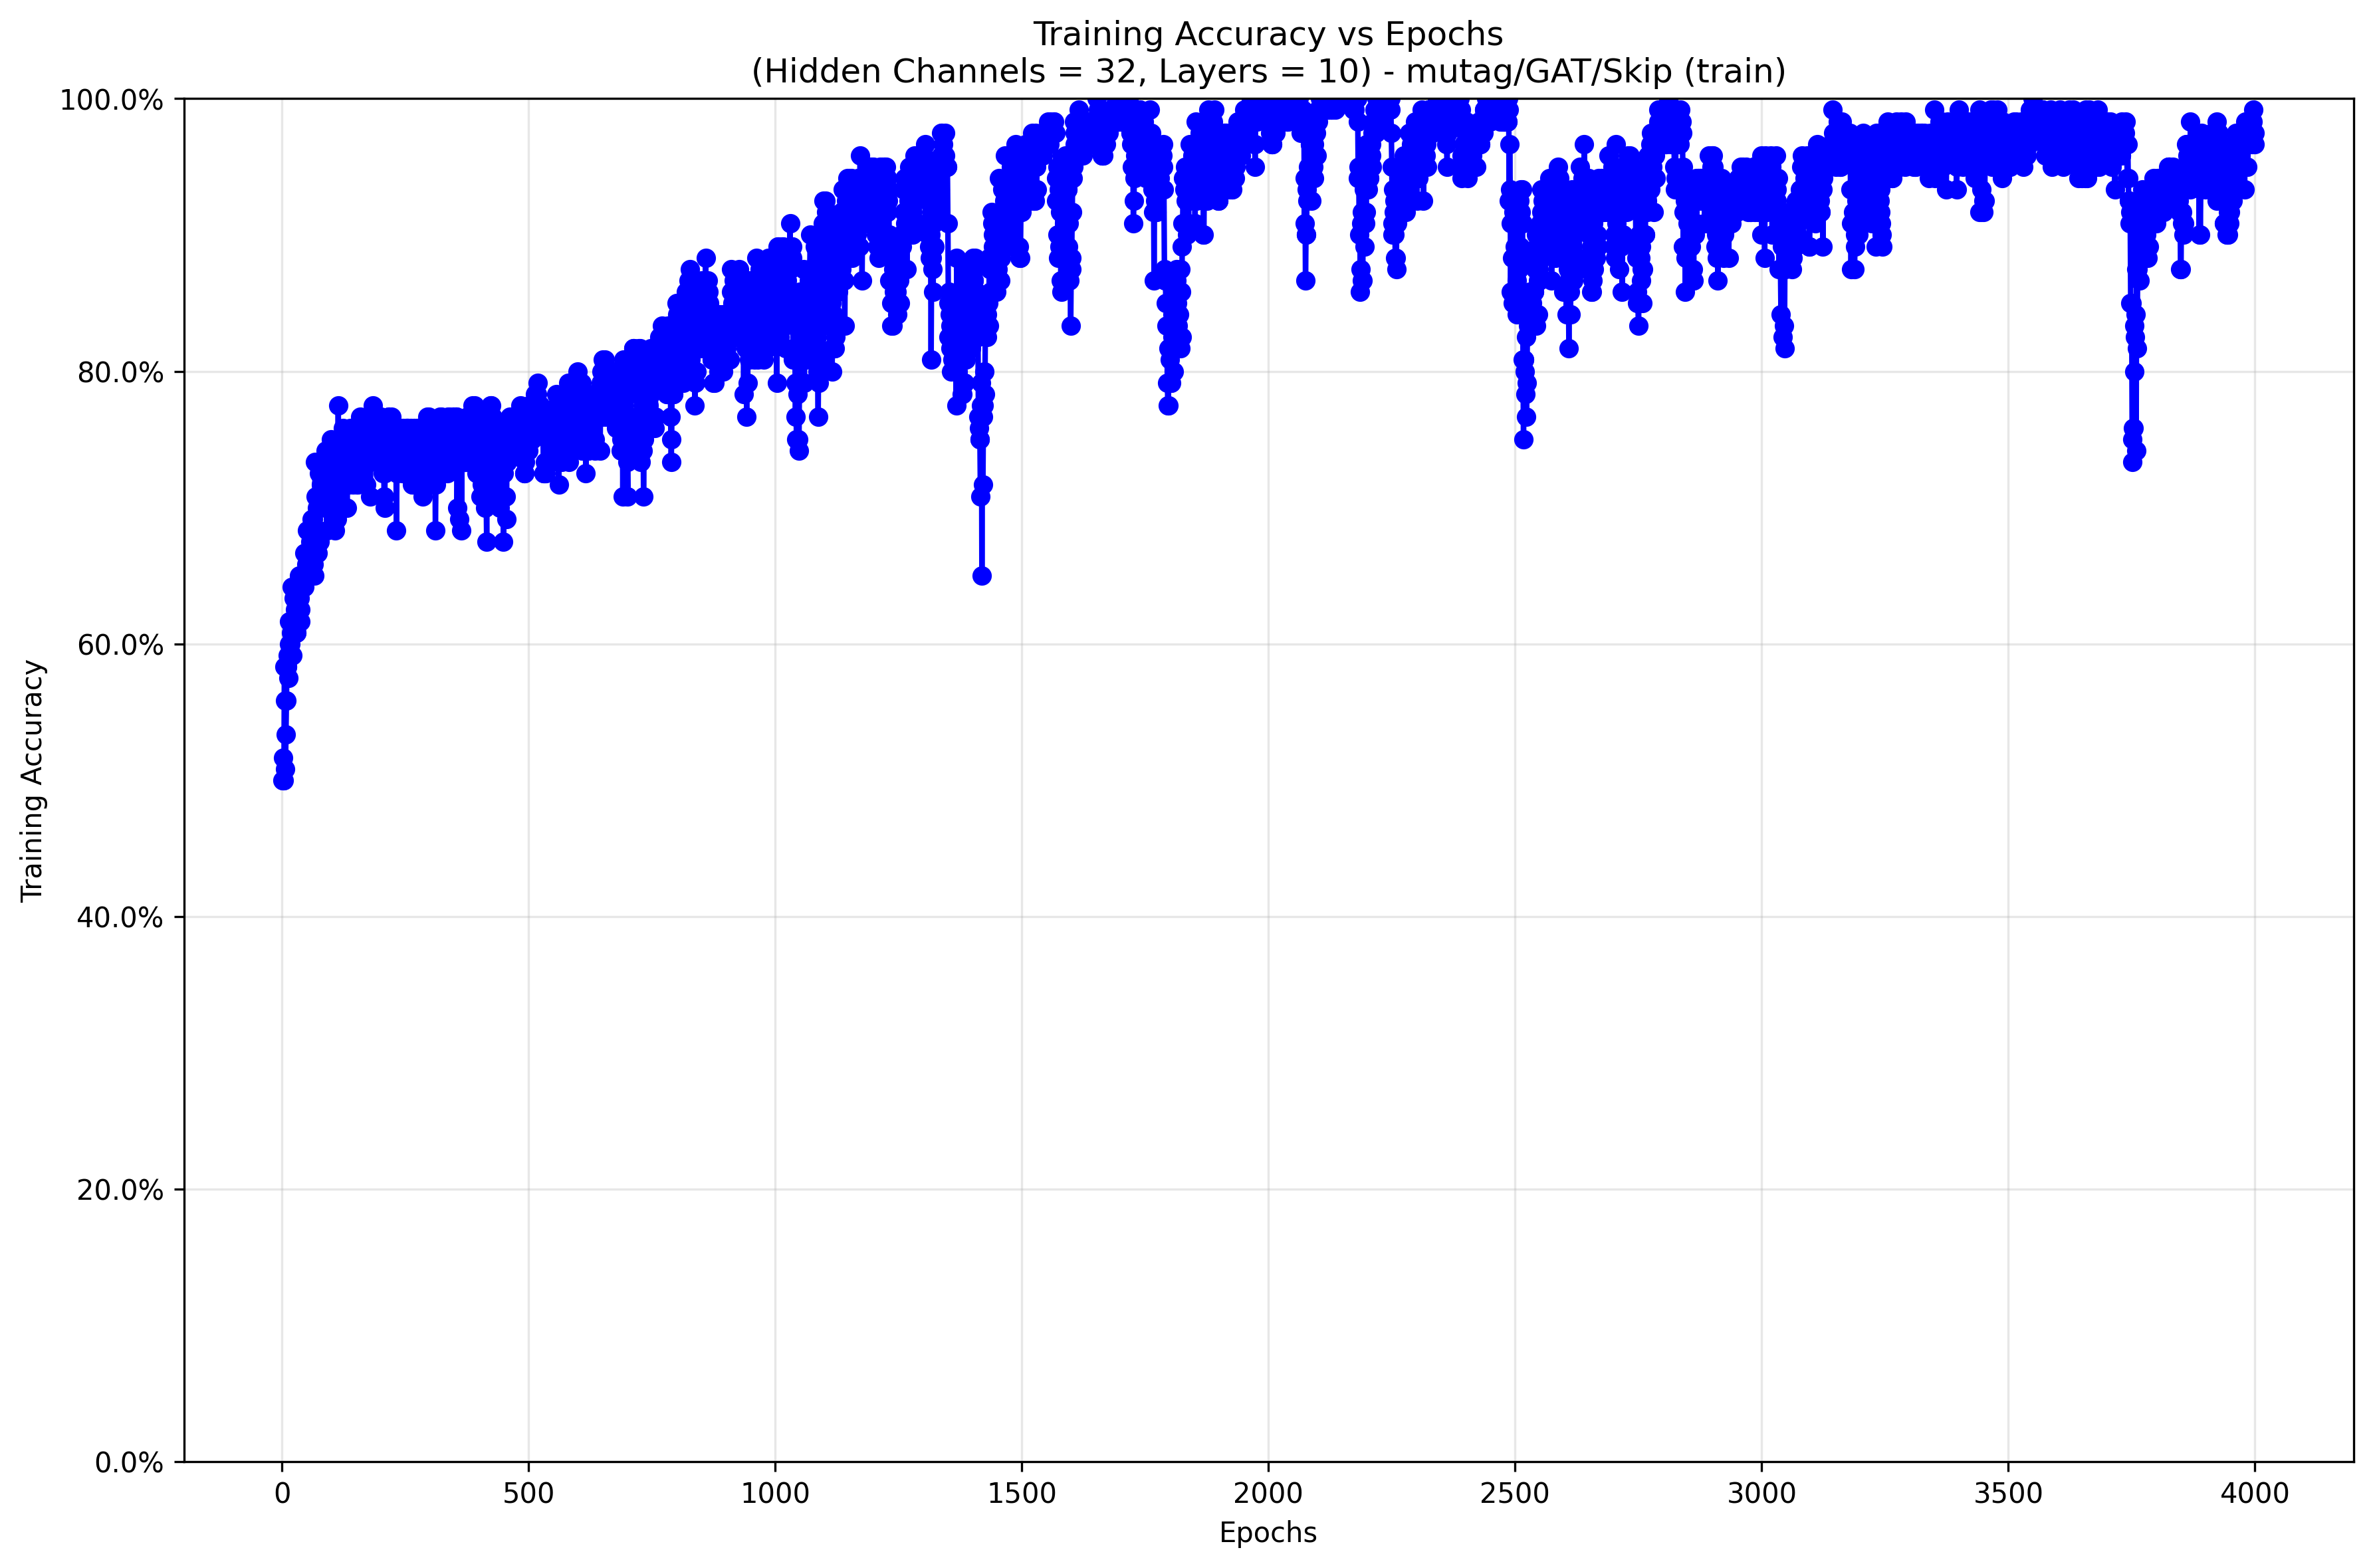 Training Accuracy vs Epochs
(Hidden Channels = 32, Layers = 10) - mutag/GAT/Skip (train)
100.0%
80.0%
60.0%
40.0%
20.0%
0.0%
Training Accuracy
0 500 1000 1500 2000 2500 3000 3500 4000
Epochs